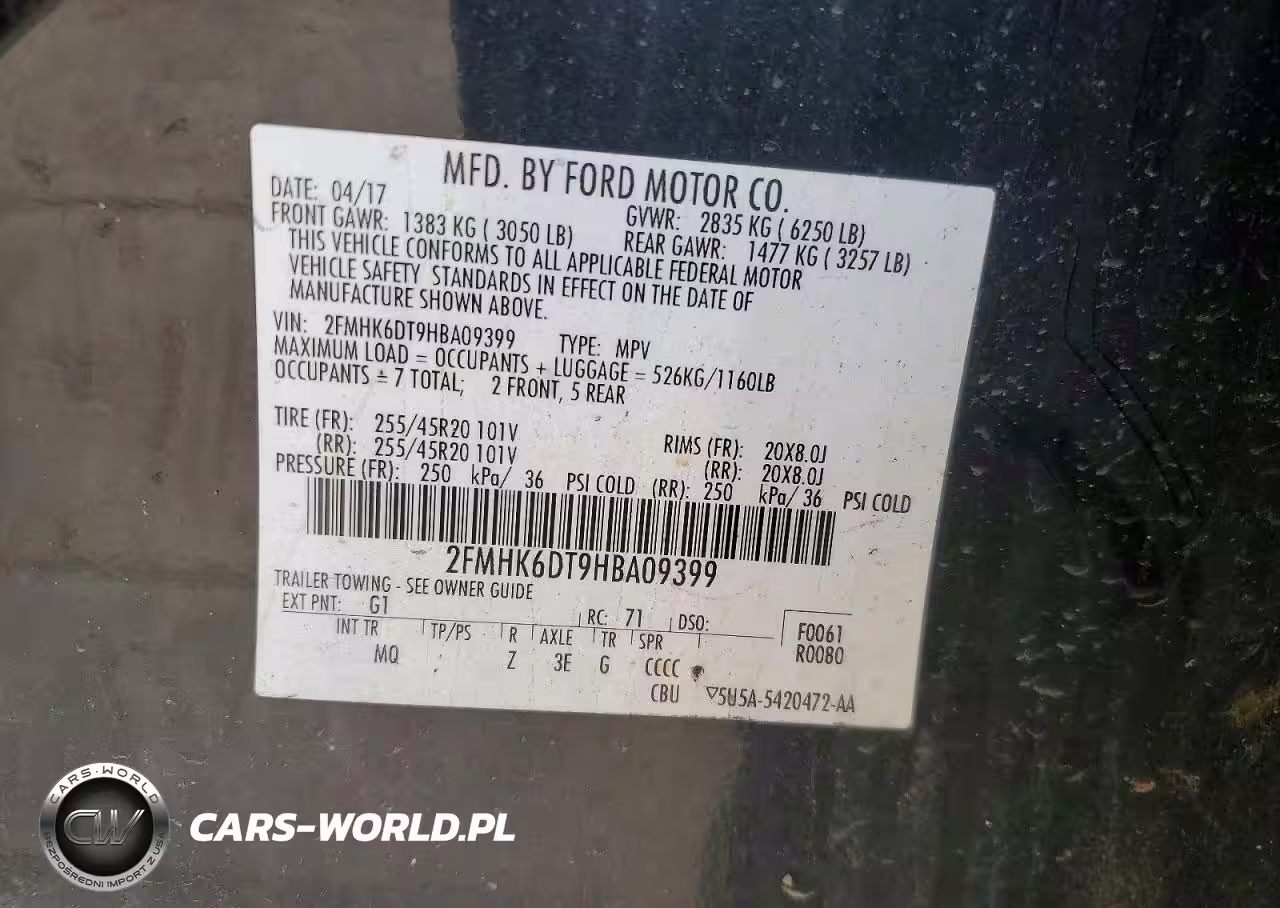 MFD. BY FORD MOTOR CO.
DATE: 04/17 GVWR: 2835 KG ( 6250 LB)
FRONT GAWR: 1383 KG ( 3050 LB) REAR GAWR: 1477 KG ( 3257 LB)
THIS VEHICLE CONFORMS TO ALL APPLICABLE FEDERAL MOTOR
VEHICLE SAFETY STANDARDS IN EFFECT ON THE DATE OF
MANUFACTURE SHOWN ABOVE.
VIN: 2FMHK6DT9HBA09399 TYPE: MPV
MAXIMUM LOAD = OCCUPANTS + LUGGAGE = 526KG/1160LB
OCCUPANTS = 7 TOTAL; 2 FRONT, 5 REAR
TIRE (FR): 255/45R20 101V RIMS (FR): 20X8.0J
(RR): 255/45R20 101V (RR): 20X8.0J
PRESSURE (FR): 250 kPa/ 36 PSI COLD (RR): 250 kPa/ 36 PSI COLD
2FMHK6DT9HBA09399
TRAILER TOWING - SEE OWNER GUIDE
EXT PNT: G1 RC: 71 DSO: F0061
INT TR TP/PS R AXLE TR SPR R0080
MQ Z 3E G CCCC
CBU ▽5U5A-5420472-AA
CARS-WORLD
CW
BEZPOŚREDNI IMPORT Z USA
CARS-WORLD.PL